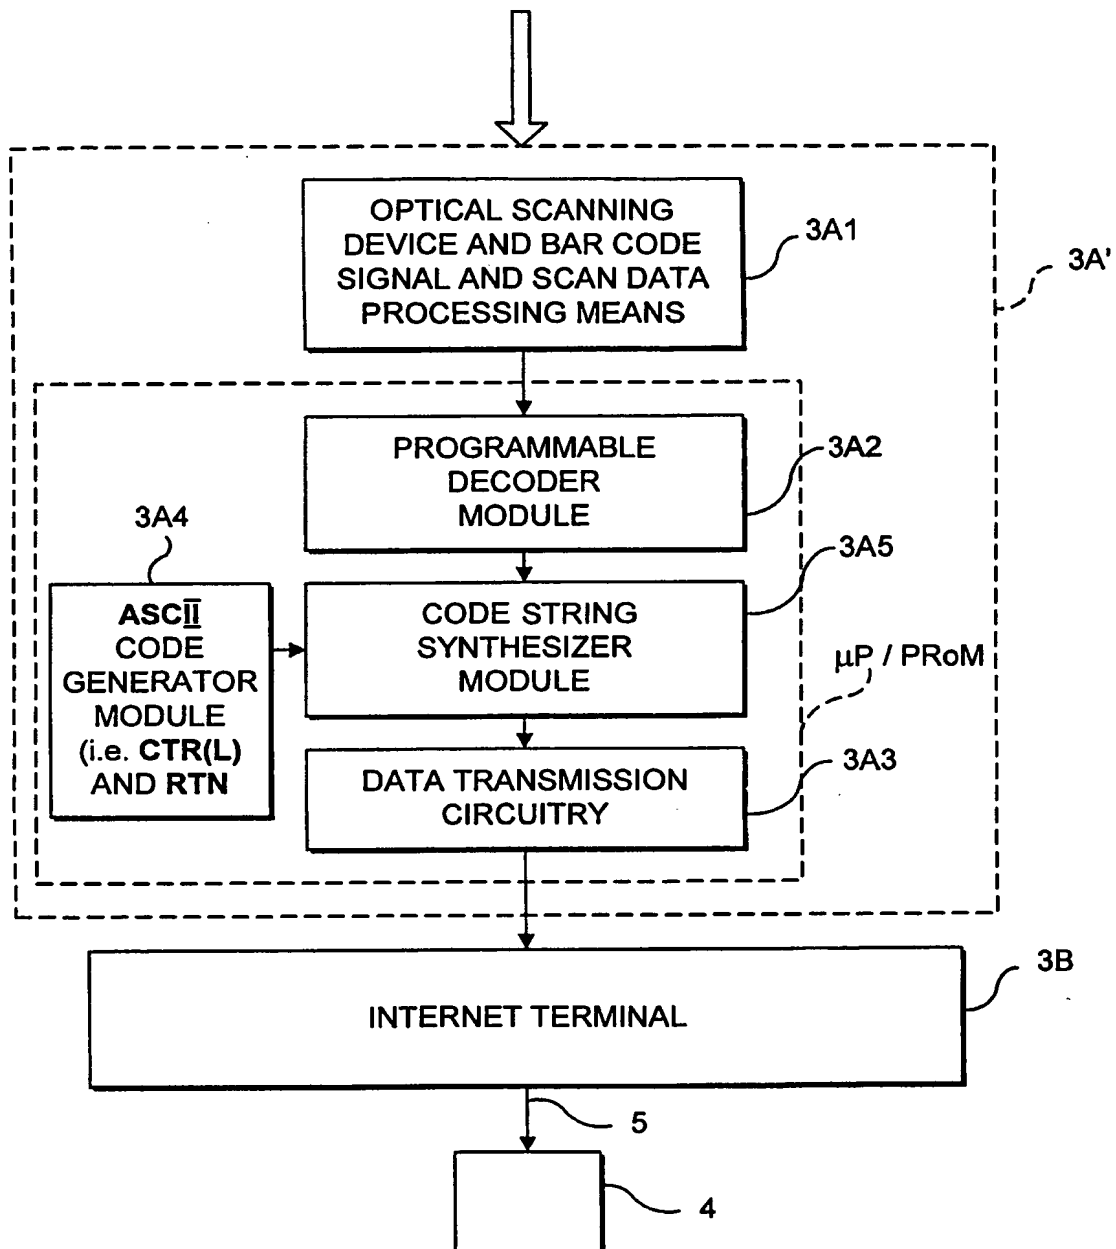 OPTICAL SCANNING
DEVICE AND BAR CODE
SIGNAL AND SCAN DATA
PROCESSING MEANS
3A1
3A'
PROGRAMMABLE
DECODER
MODULE
3A2
3A4
3A5
ASCII
CODE
GENERATOR
MODULE
(i.e. CTR(L)
AND RTN
CODE STRING
SYNTHESIZER
MODULE
µP / PRoM
DATA TRANSMISSION
CIRCUITRY
3A3
INTERNET TERMINAL
3B
5
4